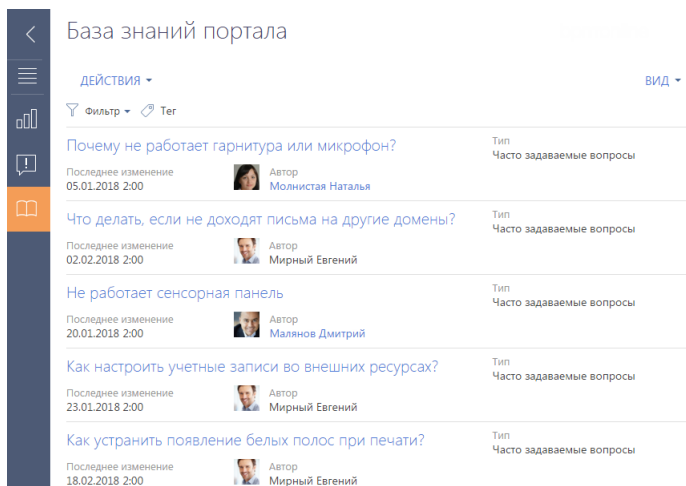 База знаний портала
ДЕЙСТВИЯ ВИД
Фильтр Тег
Почему не работает гарнитура или микрофон? Тип
Часто задаваемые вопросы
Последнее изменение Автор
05.01.2018 2:00 Молнистая Наталья
Что делать, если не доходят письма на другие домены? Тип
Часто задаваемые вопросы
Последнее изменение Автор
02.02.2018 2:00 Мирный Евгений
Не работает сенсорная панель Тип
Часто задаваемые вопросы
Последнее изменение Автор
20.01.2018 2:00 Малянов Дмитрий
Как настроить учетные записи во внешних ресурсах? Тип
Часто задаваемые вопросы
Последнее изменение Автор
23.01.2018 2:00 Мирный Евгений
Как устранить появление белых полос при печати? Тип
Часто задаваемые вопросы
Последнее изменение Автор
18.02.2018 2:00 Мирный Евгений